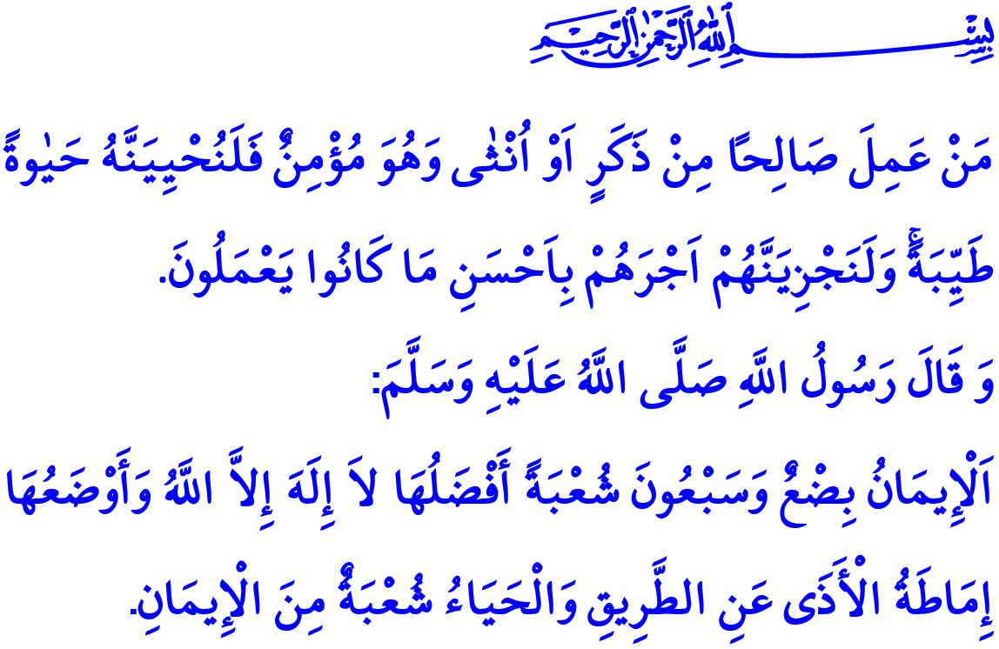 بِسْمِ اللّٰهِ الرَّحْمٰنِ الرَّحِيمِ
مَنْ عَمِلَ صَالِحًا مِنْ ذَكَرٍ اَوْ اُنْثٰى وَهُوَ مُؤْمِنٌ فَلَنُحْيِيَنَّهُ حَيٰوةً
طَيِّبَةًۚ وَلَنَجْزِيَنَّهُمْ اَجْرَهُمْ بِاَحْسَنِ مَا كَانُوا يَعْمَلُونَ.
وَ قَالَ رَسُولُ اللَّهِ صَلَّى اللَّهُ عَلَيْهِ وَسَلَّمَ:
اَلْإِيمَانُ بِضْعٌ وَسَبْعُونَ شُعْبَةً أَفْضَلُهَا لاَ إِلَهَ إِلاَّ اللَّهُ وَأَوْضَعُهَا
إِمَاطَةُ الْأَذَى عَنِ الطَّرِيقِ وَالْحَيَاءُ شُعْبَةٌ مِنَ الْإِيمَانِ.